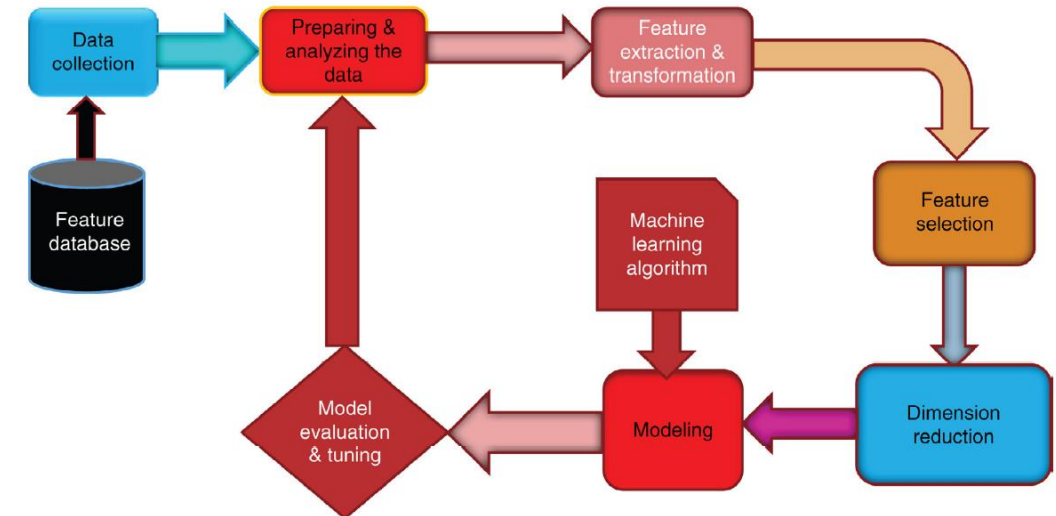 Data
collection
Preparing &
analyzing the
data
Feature
extraction &
transformation
Feature
database
Machine
learning
algorithm
Feature
selection
Model
evaluation
& tuning
Modeling
Dimension
reduction